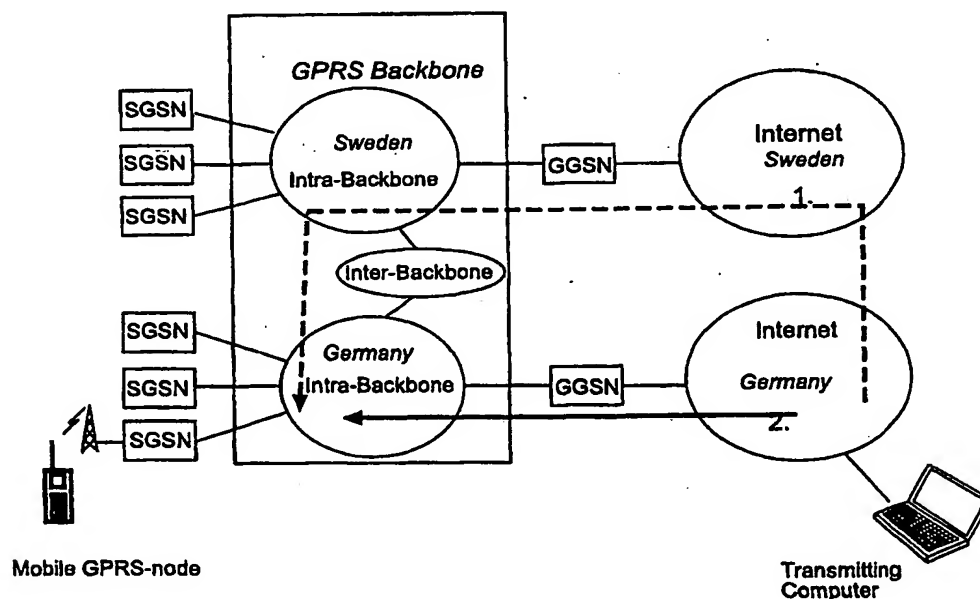 GPRS Backbone
SGSN
SGSN
SGSN
Sweden
Intra-Backbone
GGSN
Internet
Sweden
1.
Inter-Backbone
SGSN
SGSN
SGSN
Germany
Intra-Backbone
GGSN
Internet
Germany
2.
Mobile GPRS-node
Transmitting
Computer